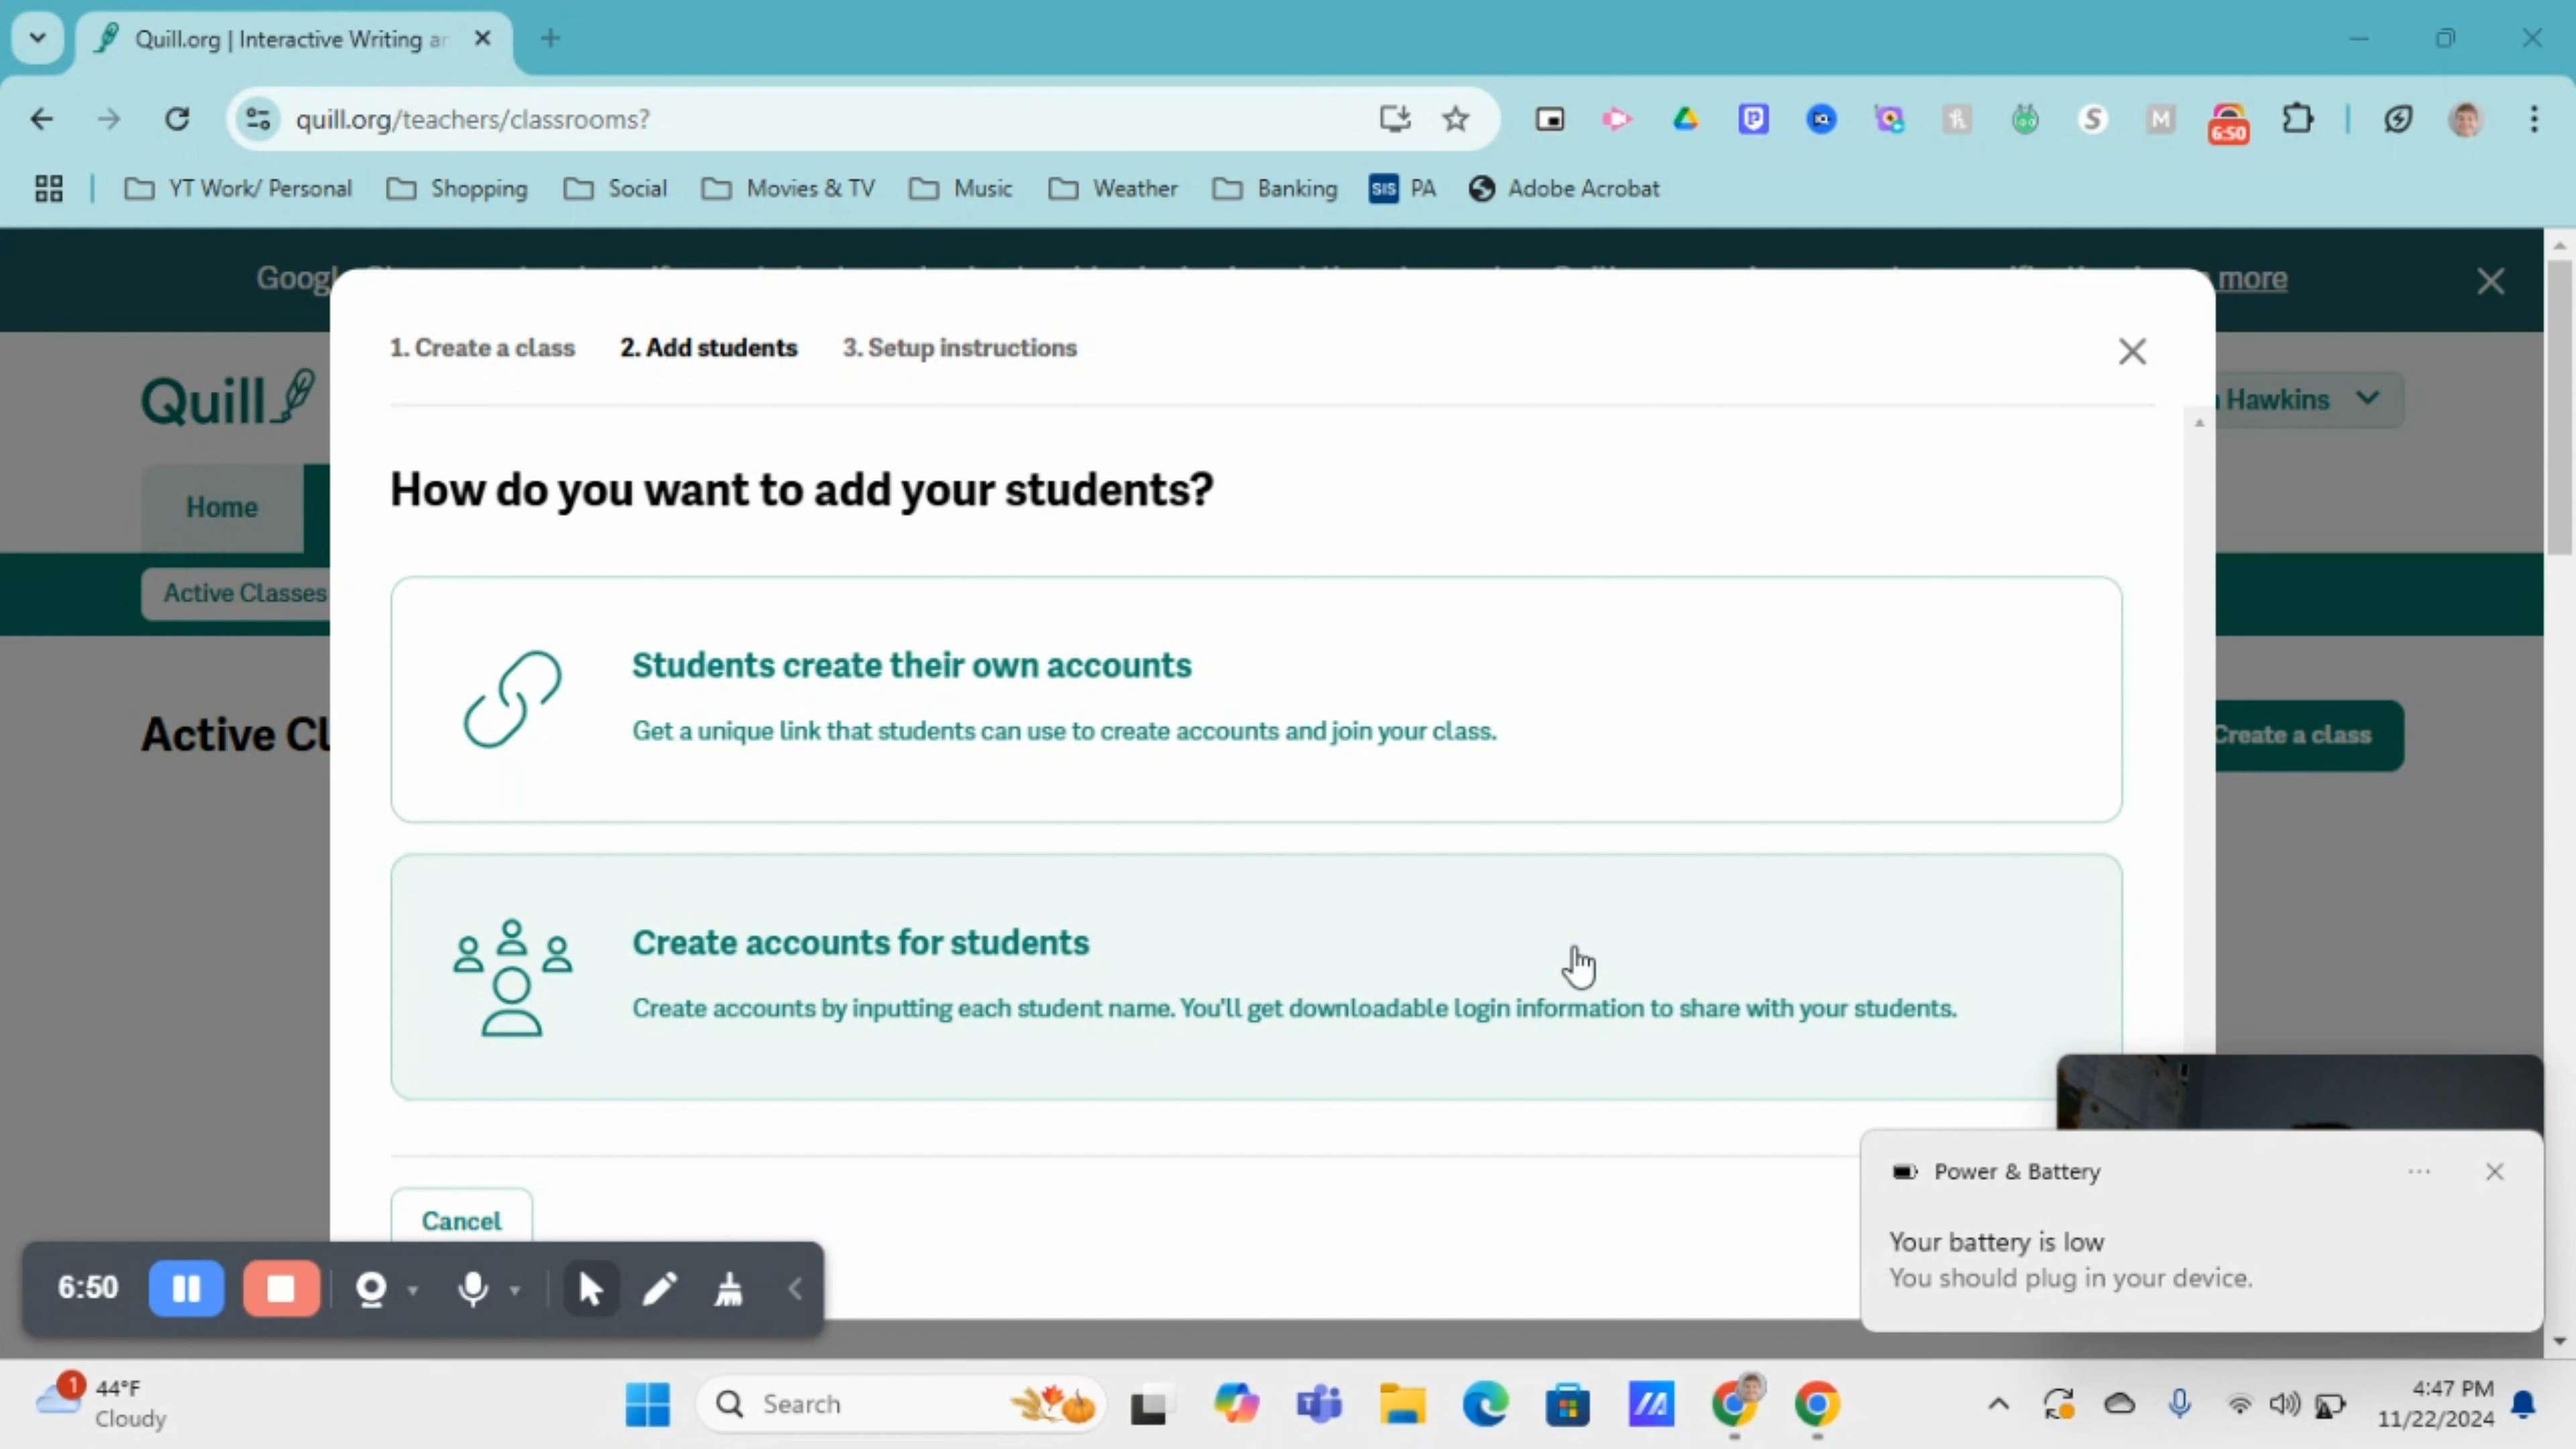 Quill.org | Interactive Writing
quill.org/teachers/classrooms?
6:50
YT Work/ Personal
Shopping
Social
Movies & TV
Music
Weather
Banking
SIS
PA
Adobe Acrobat
more
1. Create a class
2. Add students
3. Setup instructions
Quill
Hawkins
Home
How do you want to add your students?
Active Classes
Students create their own accounts
Get a unique link that students can use to create accounts and join your class.
Active
Create a class
Create accounts for students
Create accounts by inputting each student name. You'll get downloadable login information to share with your students.
Cancel
Power & Battery
Your battery is low
You should plug in your device.
6:50
1
44°F
Cloudy
Search
4:47 PM
11/22/2024